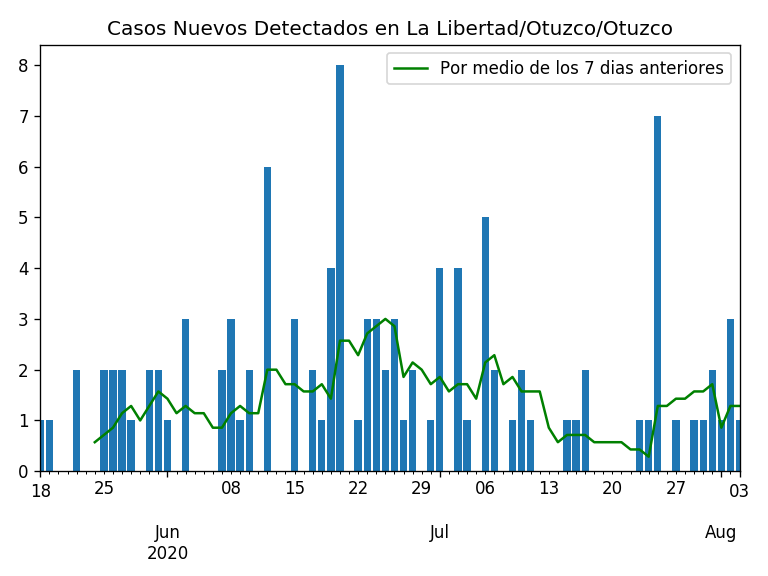 Casos Nuevos Detectados en La Libertad/Otuzco/Otuzco
Por medio de los 7 dias anteriores
8
7
6
5
4
3
2
1
0
18 25 08 15 22 29 06 13 20 27 03
Jun Jul Aug
2020